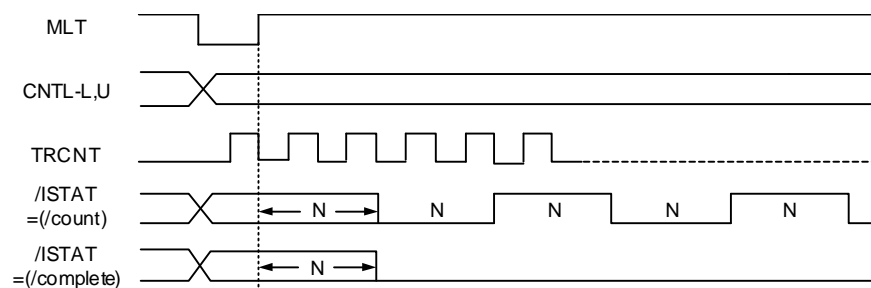 MLT
CNTL-L,U
TRCNT
/ISTAT
=(/count)
N N N N N
/ISTAT
=(/complete)
N